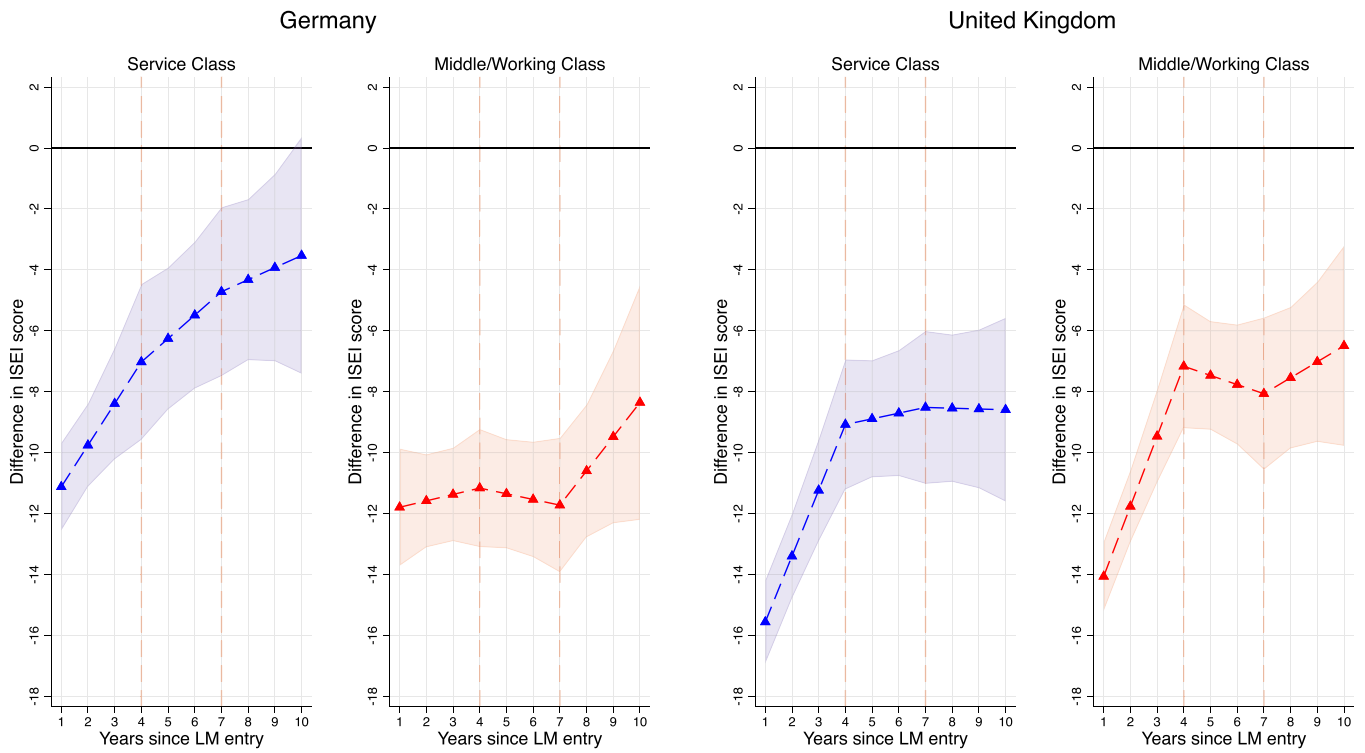 Germany
United Kingdom
Service Class
Middle/Working Class
Service Class
Middle/Working Class
Difference in ISEI score
2
0
-2
-4
-6
-8
-10
-12
-14
-16
-18
1 2 3 4 5 6 7 8 9 10
Years since LM entry
Difference in ISEI score
2
0
-2
-4
-6
-8
-10
-12
-14
-16
-18
1 2 3 4 5 6 7 8 9 10
Years since LM entry
Difference in ISEI score
2
0
-2
-4
-6
-8
-10
-12
-14
-16
-18
1 2 3 4 5 6 7 8 9 10
Years since LM entry
Difference in ISEI score
2
0
-2
-4
-6
-8
-10
-12
-14
-16
-18
1 2 3 4 5 6 7 8 9 10
Years since LM entry